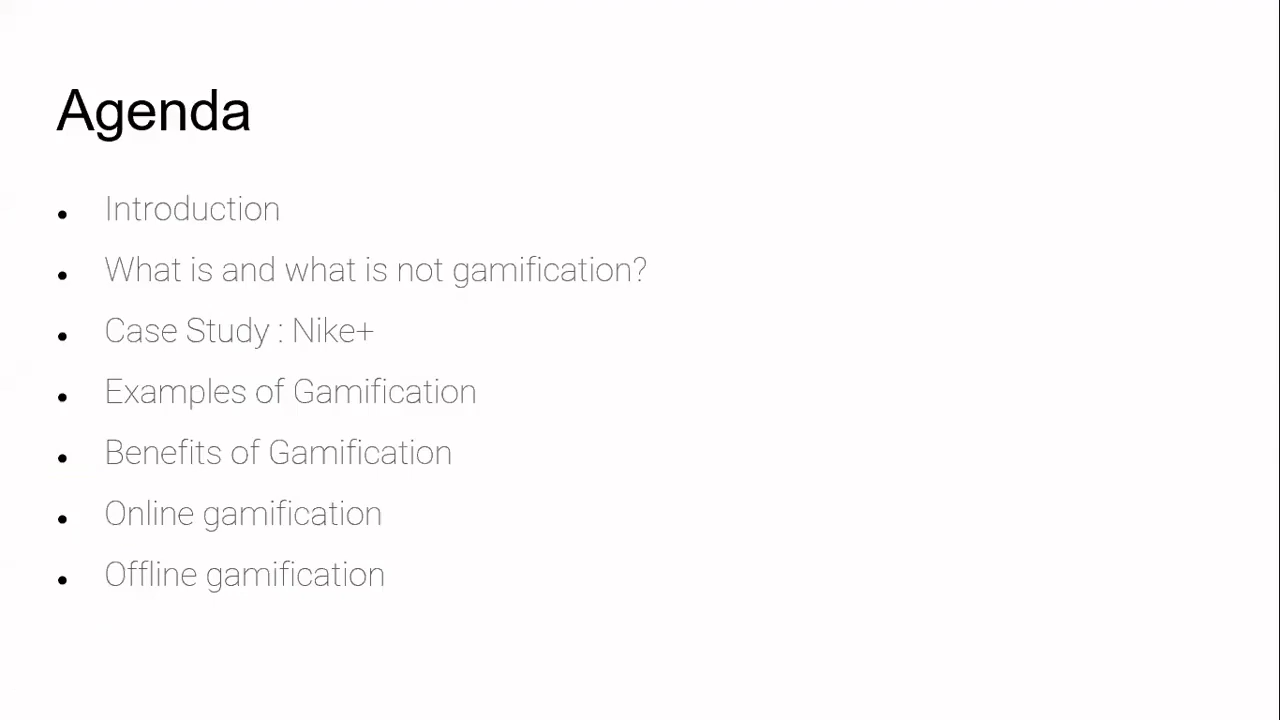 Agenda
• Introduction
• What is and what is not gamification?
• Case Study : Nike+
• Examples of Gamification
• Benefits of Gamification
• Online gamification
• Offline gamification